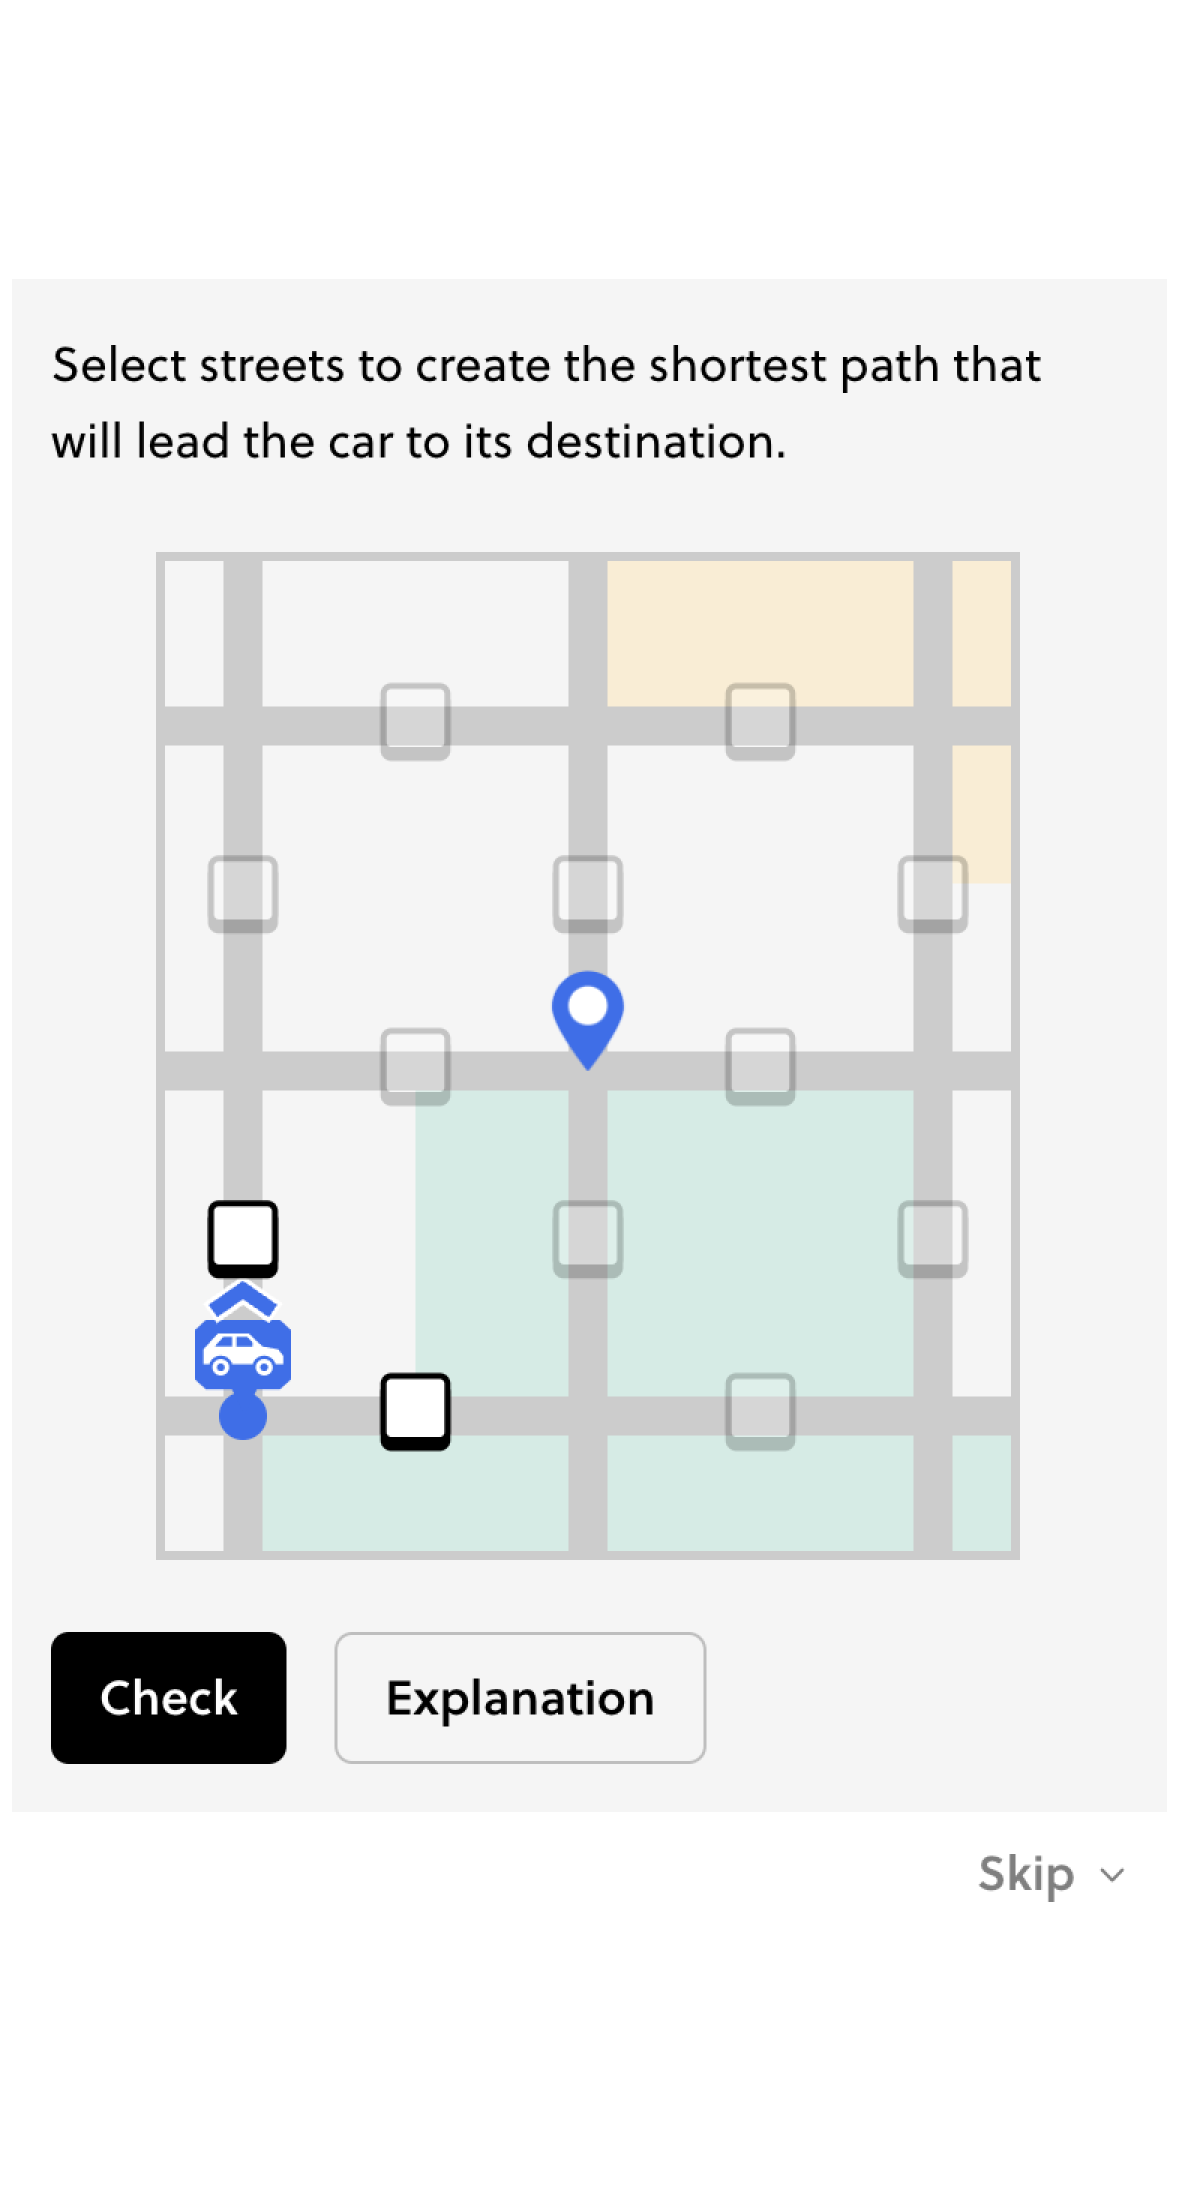 Select streets to create the shortest path that
will lead the car to its destination.
Check
Explanation
Skip